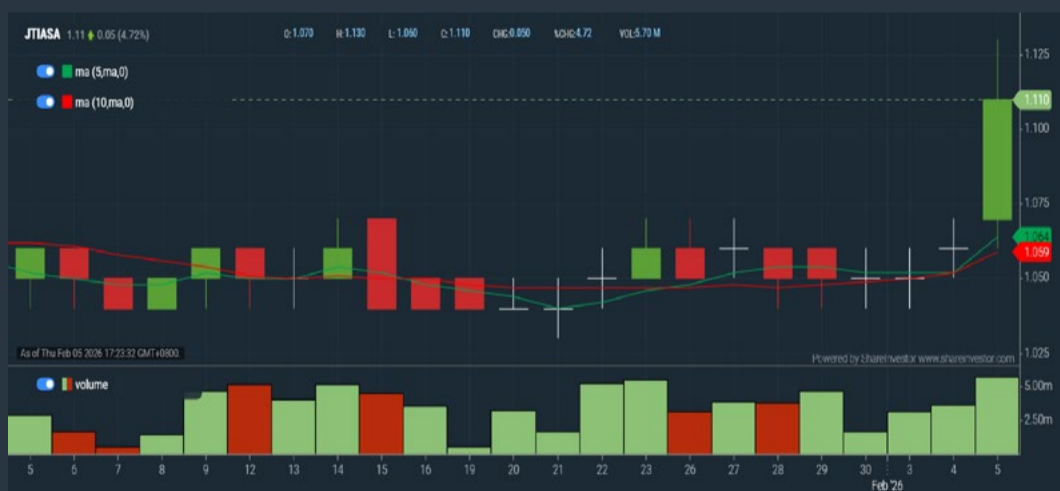 JTIASA 1.11 0.05 (4.72%) O:1.070 H:1.130 L:1.060 C:1.110 CHG:0.050 %CHG:4.72 VOL:5.70 M
ma (5,ma,0)
ma (10,ma,0)
1.125
1.110
1.100
1.075
1.064
1.059
1.050
1.025
As of Thu Feb 05 2026 17:23:32 GMT+0800.
Powered by ShareInvestor www.shareinvestor.com
volume
5.00m
2.50m
5 6 7 8 9 12 13 14 15 16 19 20 21 22 23 26 27 28 29 30 3 4 5
Feb '26